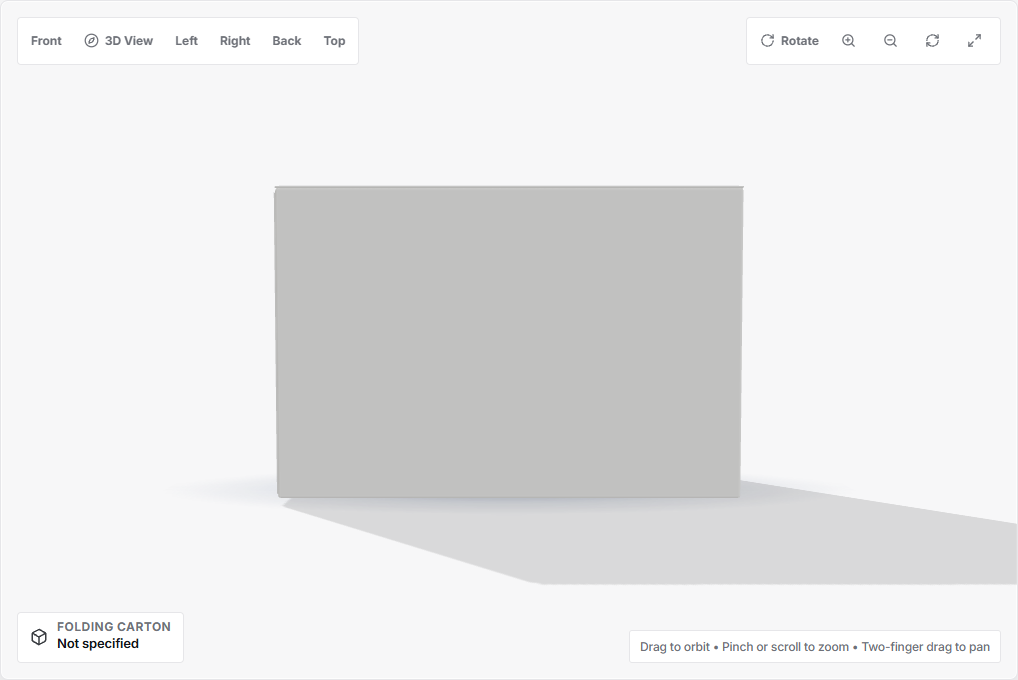 Front 3D View Left Right Back Top
Rotate
FOLDING CARTON
Not specified
Drag to orbit • Pinch or scroll to zoom • Two-finger drag to pan